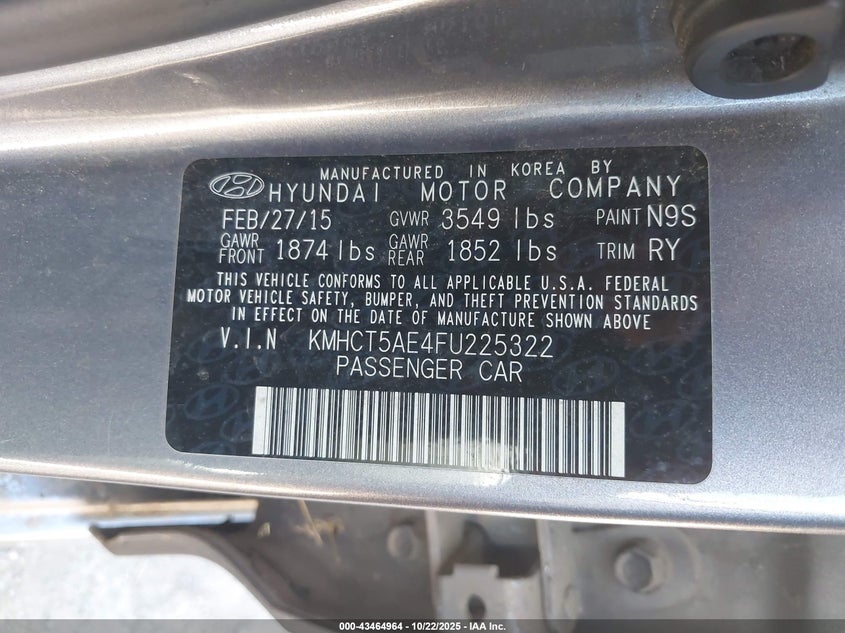 MANUFACTURED IN KOREA BY
HYUNDAI MOTOR COMPANY
FEB/27/15 GVWR 3549 lbs PAINT N9S
GAWR FRONT 1874 lbs GAWR REAR 1852 lbs TRIM RY
THIS VEHICLE CONFORMS TO ALL APPLICABLE U.S.A. FEDERAL
MOTOR VEHICLE SAFETY, BUMPER, AND THEFT PREVENTION STANDARDS
IN EFFECT ON THE DATE OF MANUFACTURE SHOWN ABOVE
V.I.N KMHCT5AE4FU225322
PASSENGER CAR
000-43464964 - 10/22/2025 - IAA Inc.